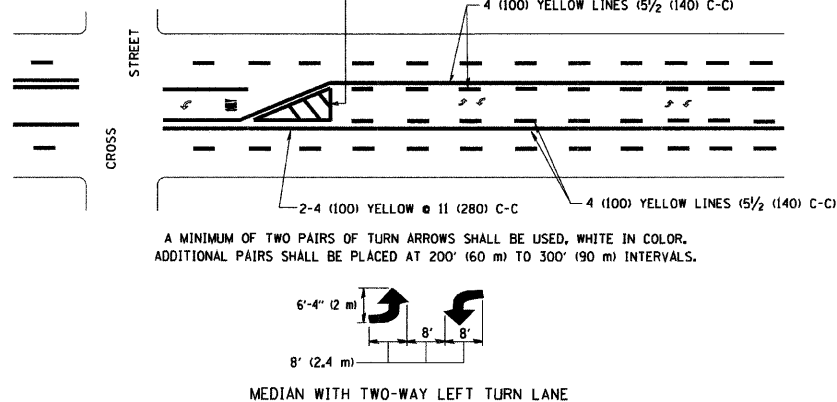 4 (100) YELLOW LINES (5½ (140) C-C)
STREET
CROSS
2-4 (100) YELLOW @ 11 (280) C-C
4 (100) YELLOW LINES (5½ (140) C-C)
A MINIMUM OF TWO PAIRS OF TURN ARROWS SHALL BE USED, WHITE IN COLOR.
ADDITIONAL PAIRS SHALL BE PLACED AT 200' (60 m) TO 300' (90 m) INTERVALS.
6'-4" (2 m)
8' 8'
8' (2.4 m)
MEDIAN WITH TWO-WAY LEFT TURN LANE